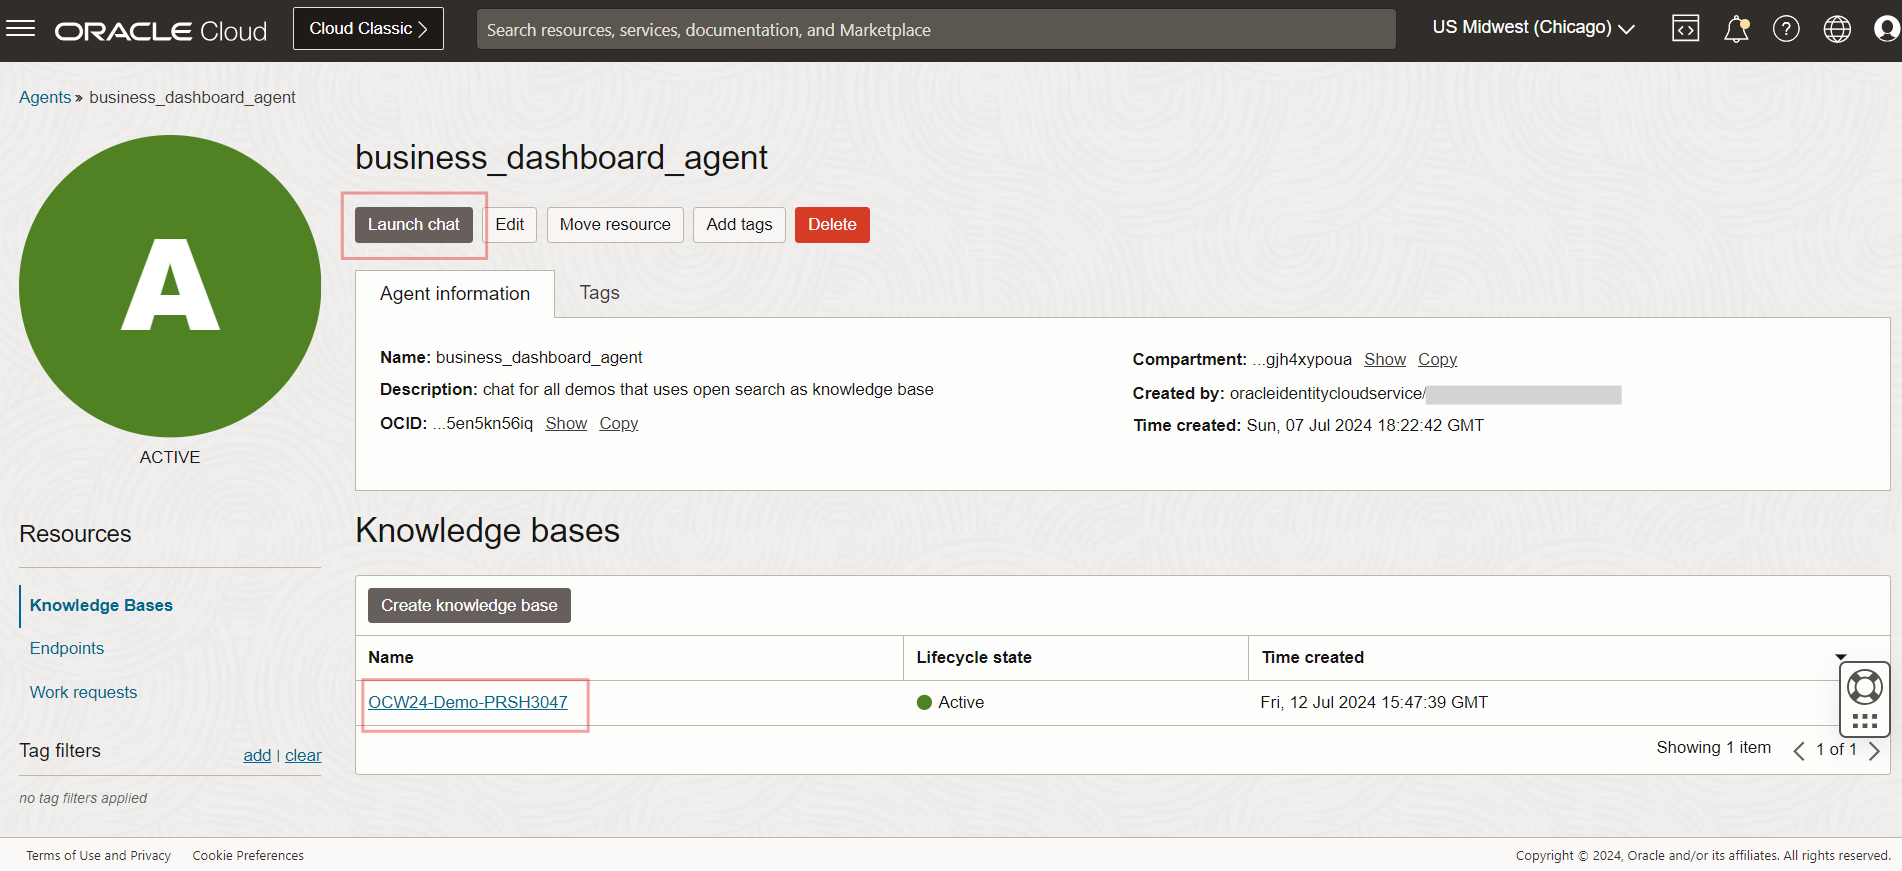 ORACLE Cloud
Cloud Classic
Search resources, services, documentation, and Marketplace
US Midwest (Chicago)
Agents » business_dashboard_agent
A
ACTIVE
business_dashboard_agent
Launch chat
Edit
Move resource
Add tags
Delete
Agent information
Tags
Name: business_dashboard_agent
Description: chat for all demos that uses open search as knowledge base
OCID: ...5en5kn56iq Show Copy
Compartment: ...gjh4xypoua Show Copy
Created by: oracleidentitycloudservice/
Time created: Sun, 07 Jul 2024 18:22:42 GMT
Resources
Knowledge Bases
Endpoints
Work requests
Tag filters
add | clear
no tag filters applied
Knowledge bases
Create knowledge base
Name Lifecycle state Time created
OCW24-Demo-PRSH3047 Active Fri, 12 Jul 2024 15:47:39 GMT
Showing 1 item 1 of 1
Terms of Use and Privacy Cookie Preferences
Copyright © 2024, Oracle and/or its affiliates. All rights reserved.